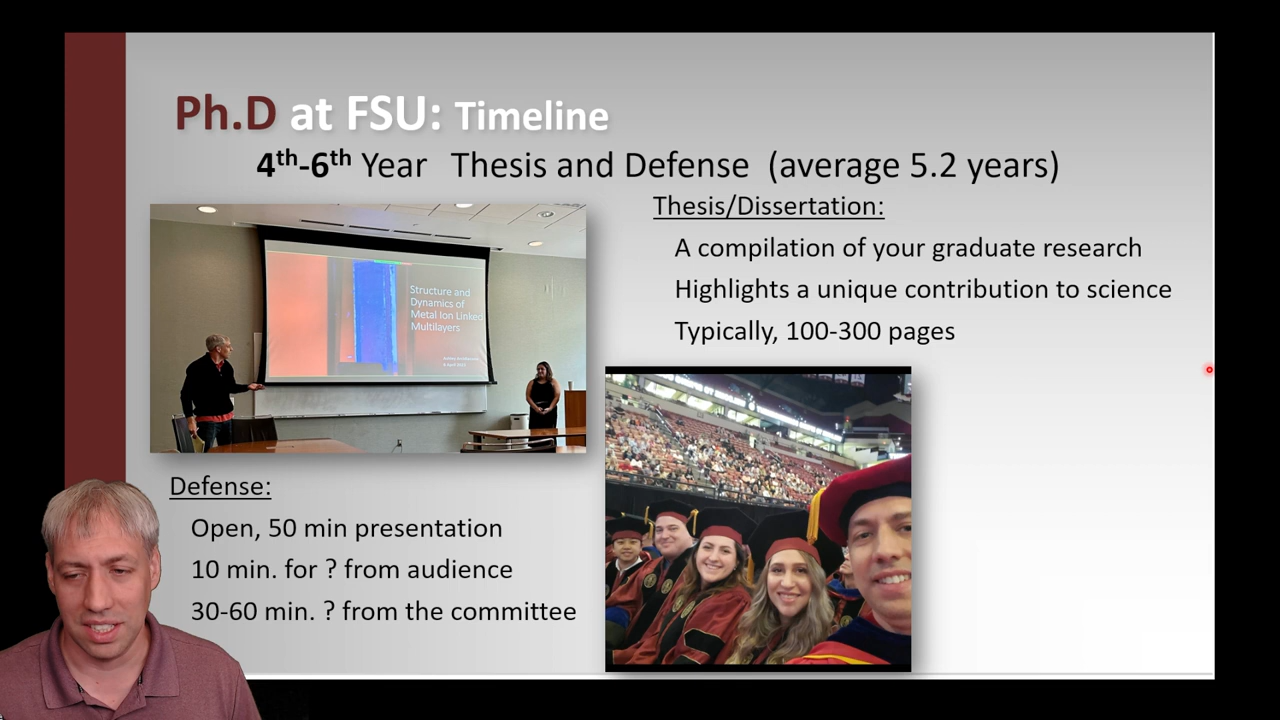 Ph.D at FSU: Timeline
4th-6th Year Thesis and Defense (average 5.2 years)
Thesis/Dissertation:
A compilation of your graduate research
Highlights a unique contribution to science
Typically, 100-300 pages
Structure and
Dynamics of
Metal Ion Linked
Multilayers
Defense:
Open, 50 min presentation
10 min. for ? from audience
30-60 min. ? from the committee